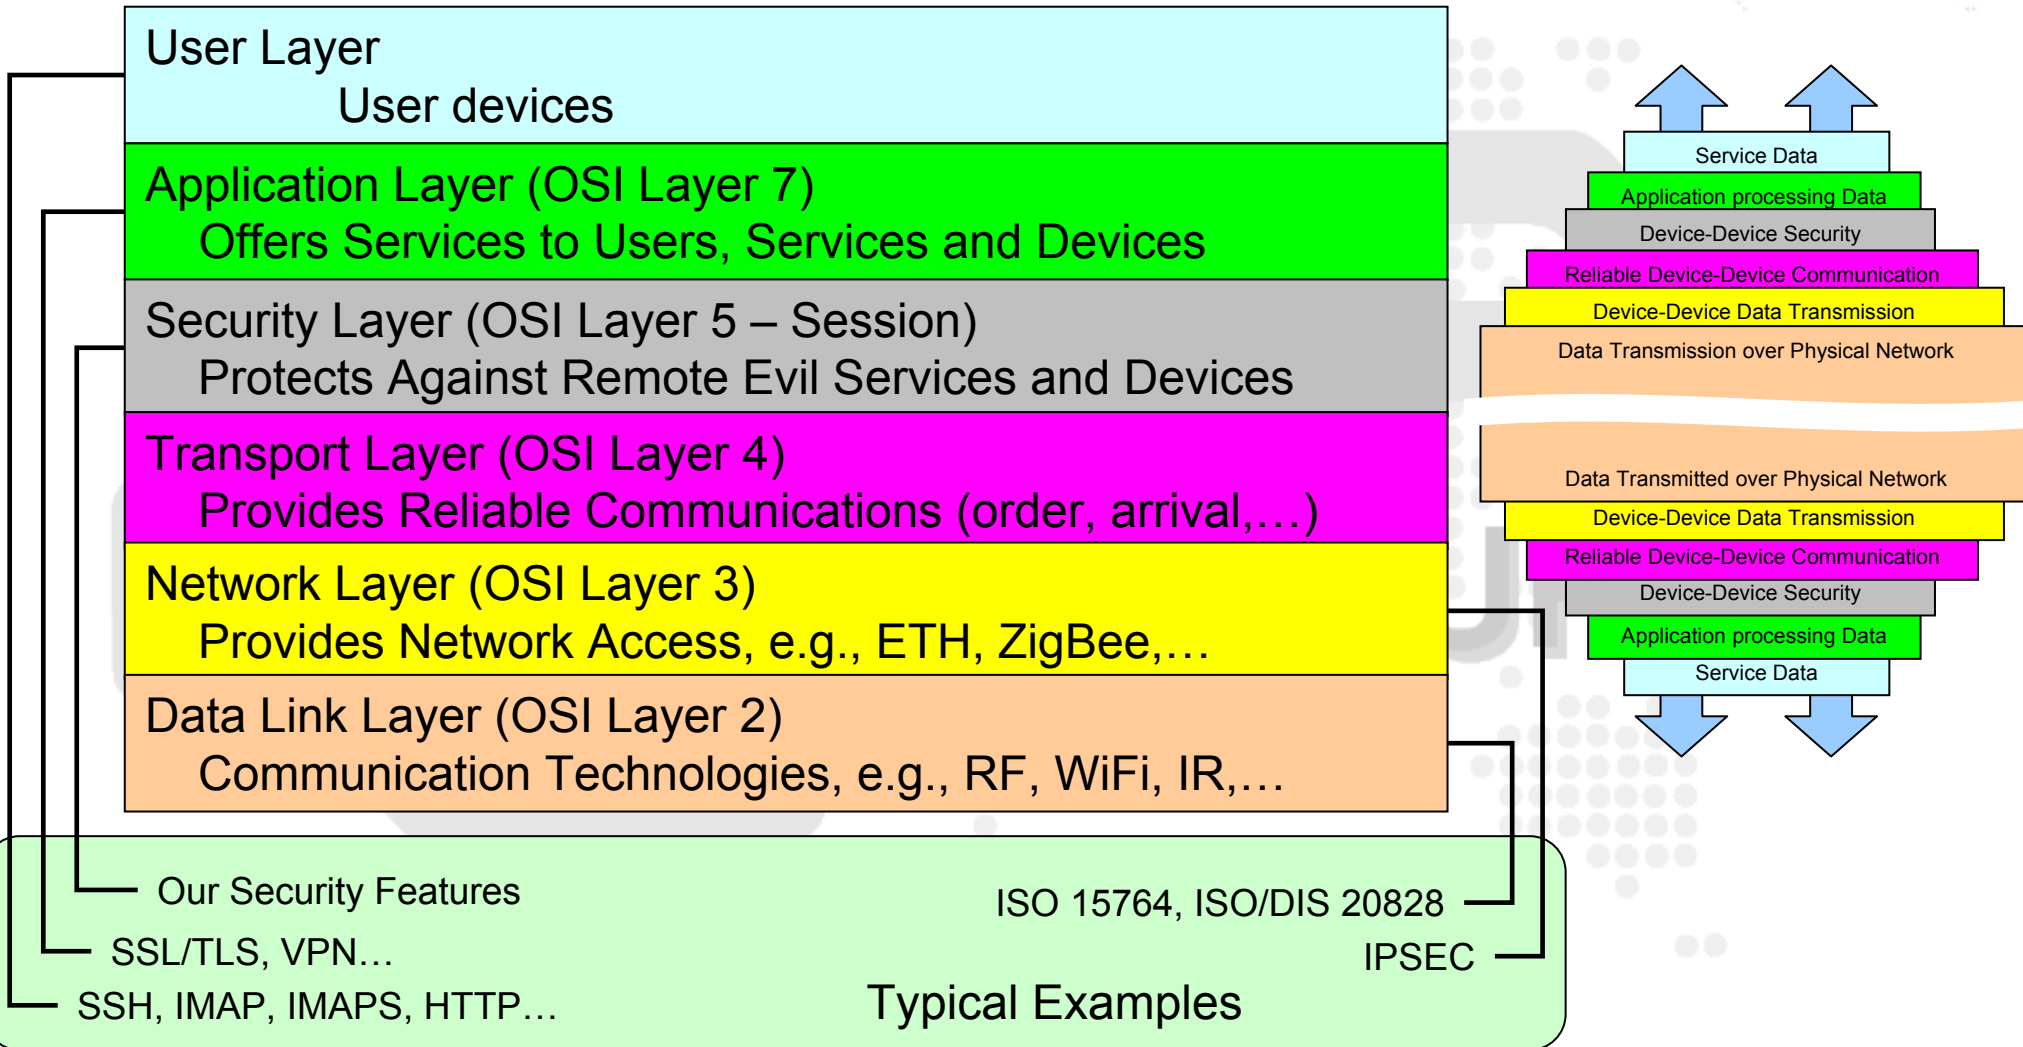 User Layer
User devices
Application Layer (OSI Layer 7)
Offers Services to Users, Services and Devices
Security Layer (OSI Layer 5 – Session)
Protects Against Remote Evil Services and Devices
Transport Layer (OSI Layer 4)
Provides Reliable Communications (order, arrival,…)
Network Layer (OSI Layer 3)
Provides Network Access, e.g., ETH, ZigBee,…
Data Link Layer (OSI Layer 2)
Communication Technologies, e.g., RF, WiFi, IR,…
Our Security Features
SSL/TLS, VPN…
SSH, IMAP, IMAPS, HTTP…
ISO 15764, ISO/DIS 20828
IPSEC
Typical Examples
Service Data
Application processing Data
Device-Device Security
Reliable Device-Device Communication
Device-Device Data Transmission
Data Transmission over Physical Network
Data Transmitted over Physical Network
Device-Device Data Transmission
Reliable Device-Device Communication
Device-Device Security
Application processing Data
Service Data